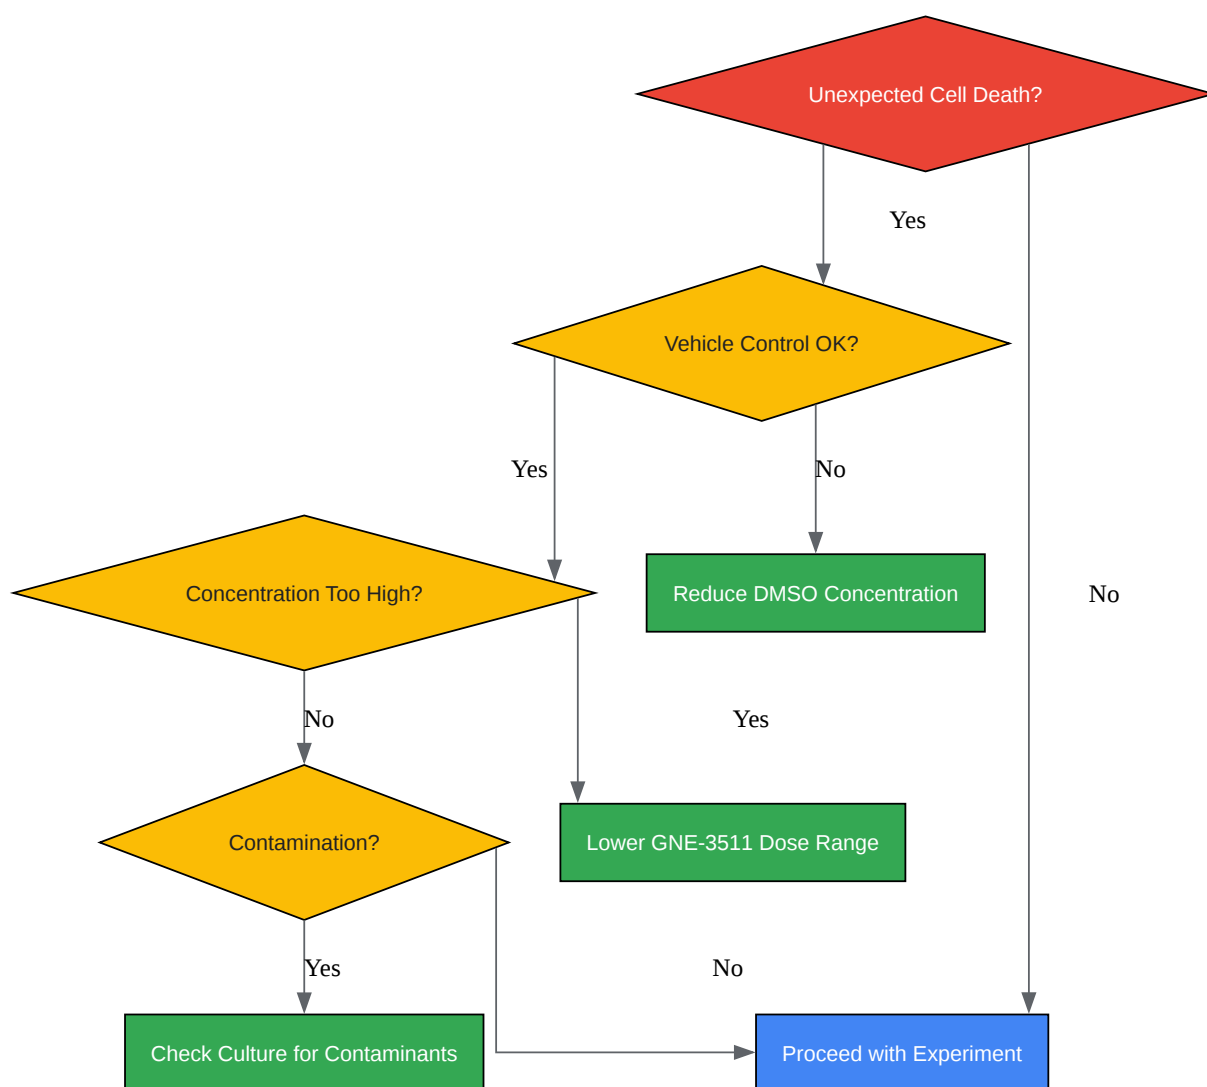 Unexpected Cell Death?
Yes
Vehicle Control OK?
Yes
No
Concentration Too High?
Reduce DMSO Concentration
No
No
Yes
Contamination?
Lower GNE-3511 Dose Range
Yes
No
Check Culture for Contaminants
Proceed with Experiment